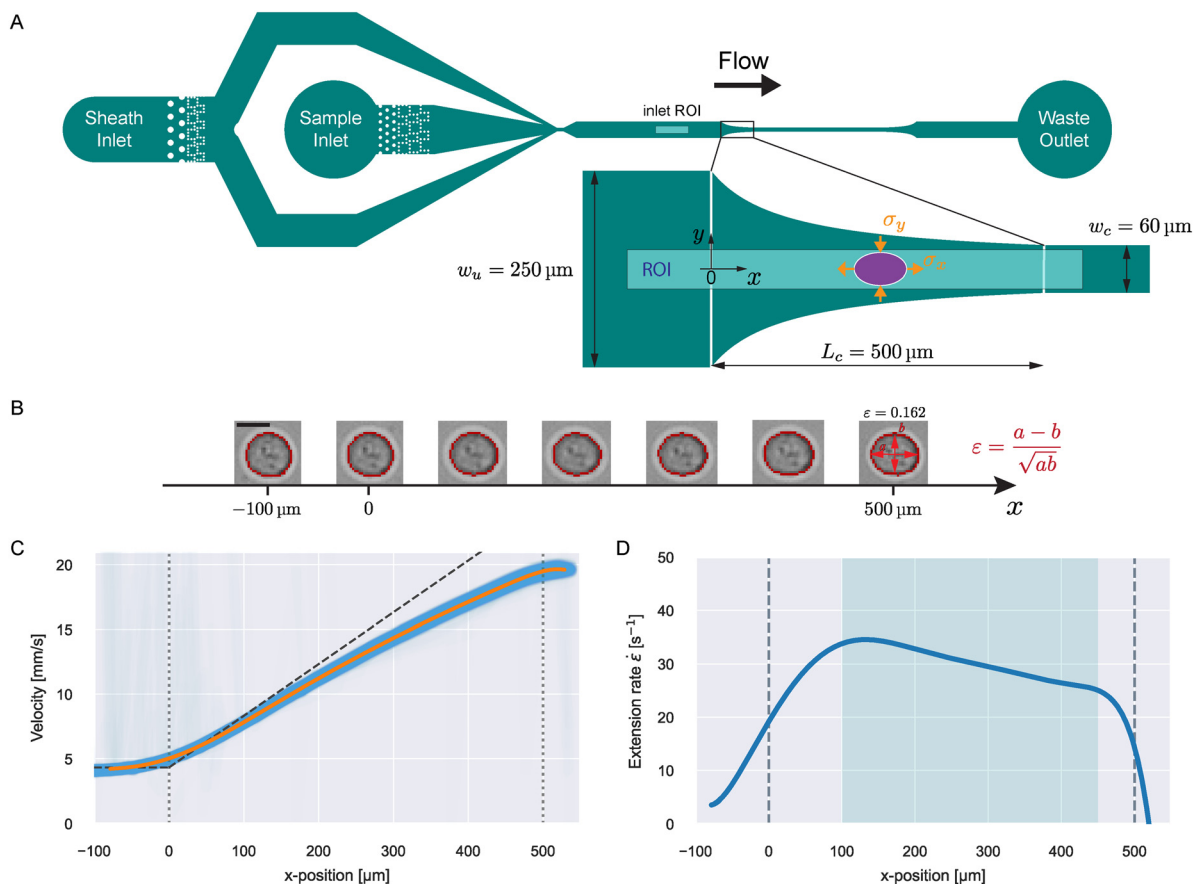 A
Flow
inlet ROI
Sheath
Inlet
Sample
Inlet
Waste
Outlet
σ_y
w_c = 60 µm
y
w_u = 250 µm
ROI
σ_x
0
x
L_c = 500 µm
B
ε = 0.162
b
a
ε = (a − b) / √ab
−100 µm
0
500 µm
x
C
20
15
10
5
0
Velocity [mm/s]
−100
0
100
200
300
400
500
x-position [µm]
D
50
40
30
20
10
0
Extension rate ε̇ [s⁻¹]
−100
0
100
200
300
400
500
x-position [µm]